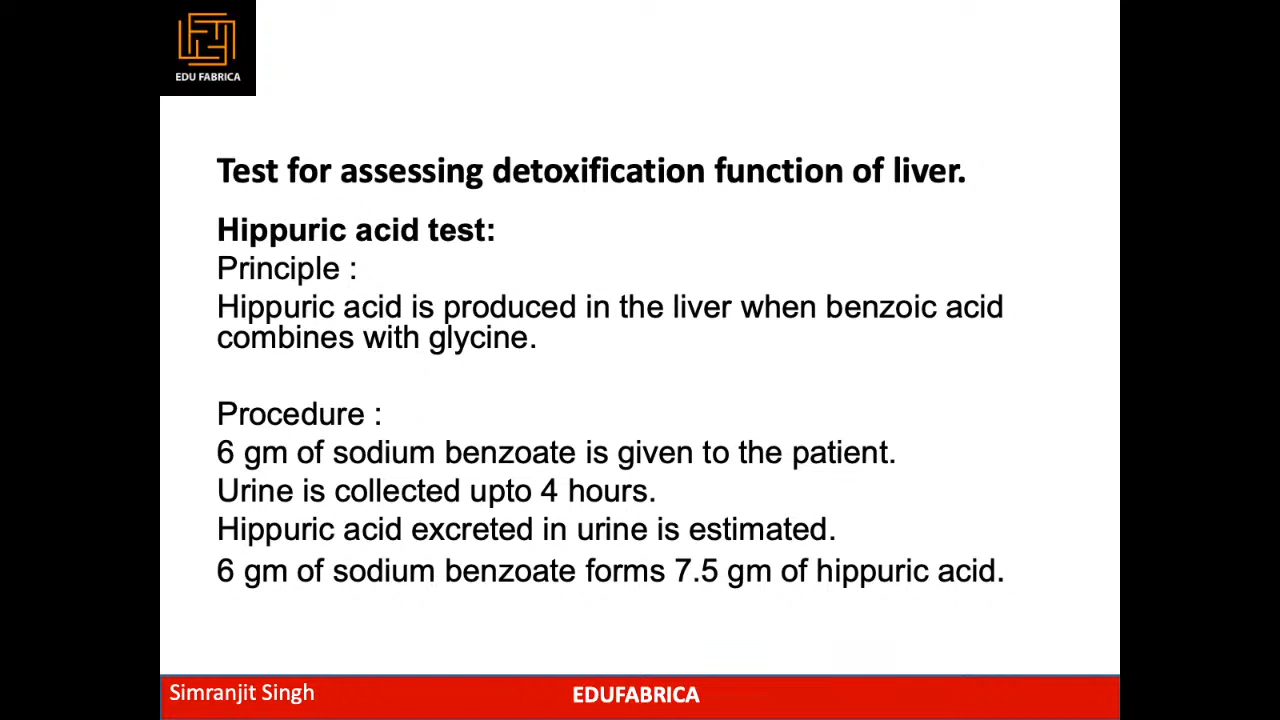 EDU FABRICA
Test for assessing detoxification function of liver.
Hippuric acid test:
Principle :
Hippuric acid is produced in the liver when benzoic acid
combines with glycine.
Procedure :
6 gm of sodium benzoate is given to the patient.
Urine is collected upto 4 hours.
Hippuric acid excreted in urine is estimated.
6 gm of sodium benzoate forms 7.5 gm of hippuric acid.
Simranjit Singh
EDUFABRICA